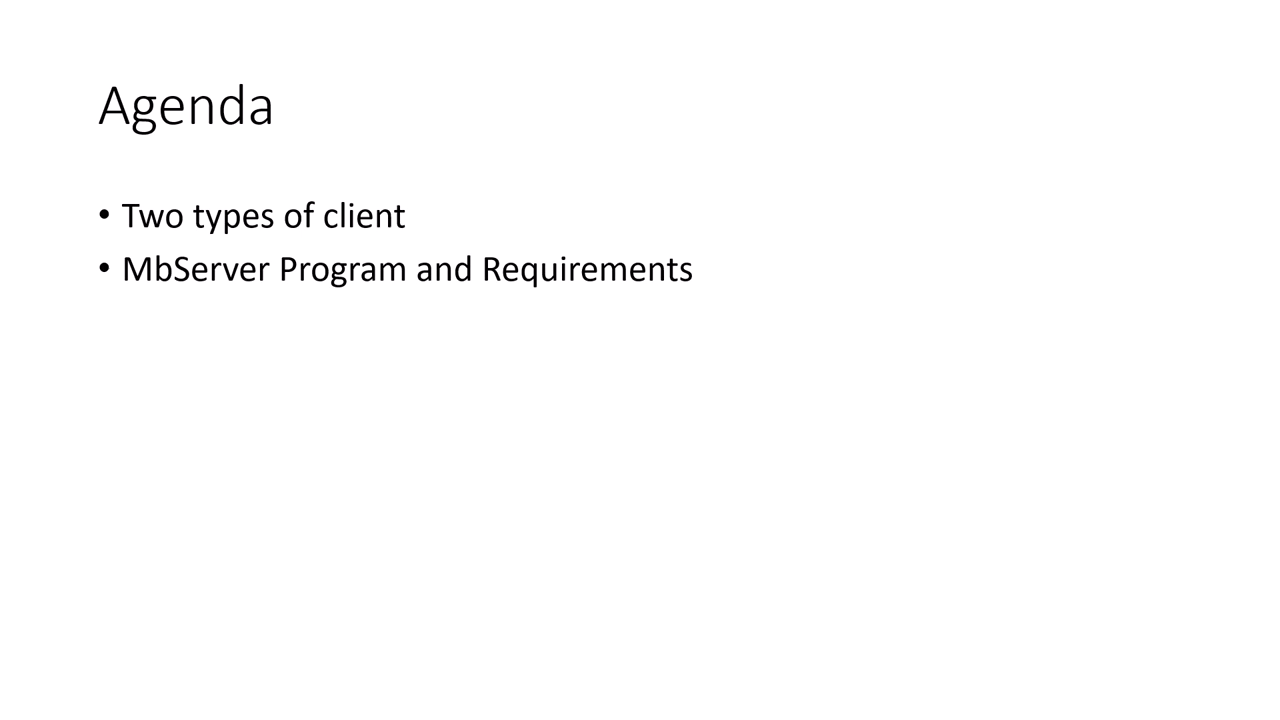 Agenda
• Two types of client
• MbServer Program and Requirements